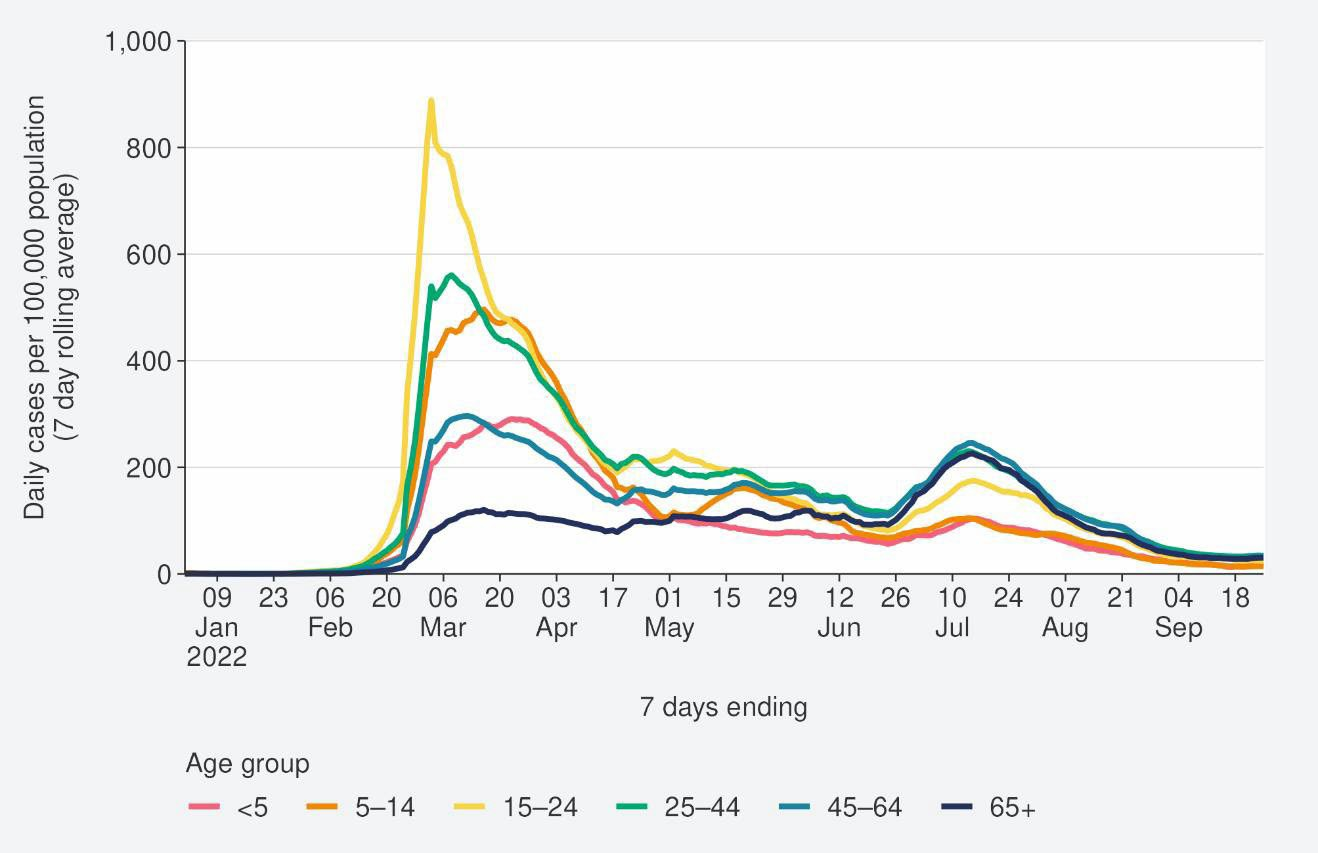 Daily cases per 100,000 population
(7 day rolling average)
1,000
800
600
400
200
0
09 23 06 20 06 20 03 17 01 15 29 12 26 10 24 07 21 04 18
Jan Feb Mar Apr May Jun Jul Aug Sep
2022
7 days ending
Age group
<5 5–14 15–24 25–44 45–64 65+